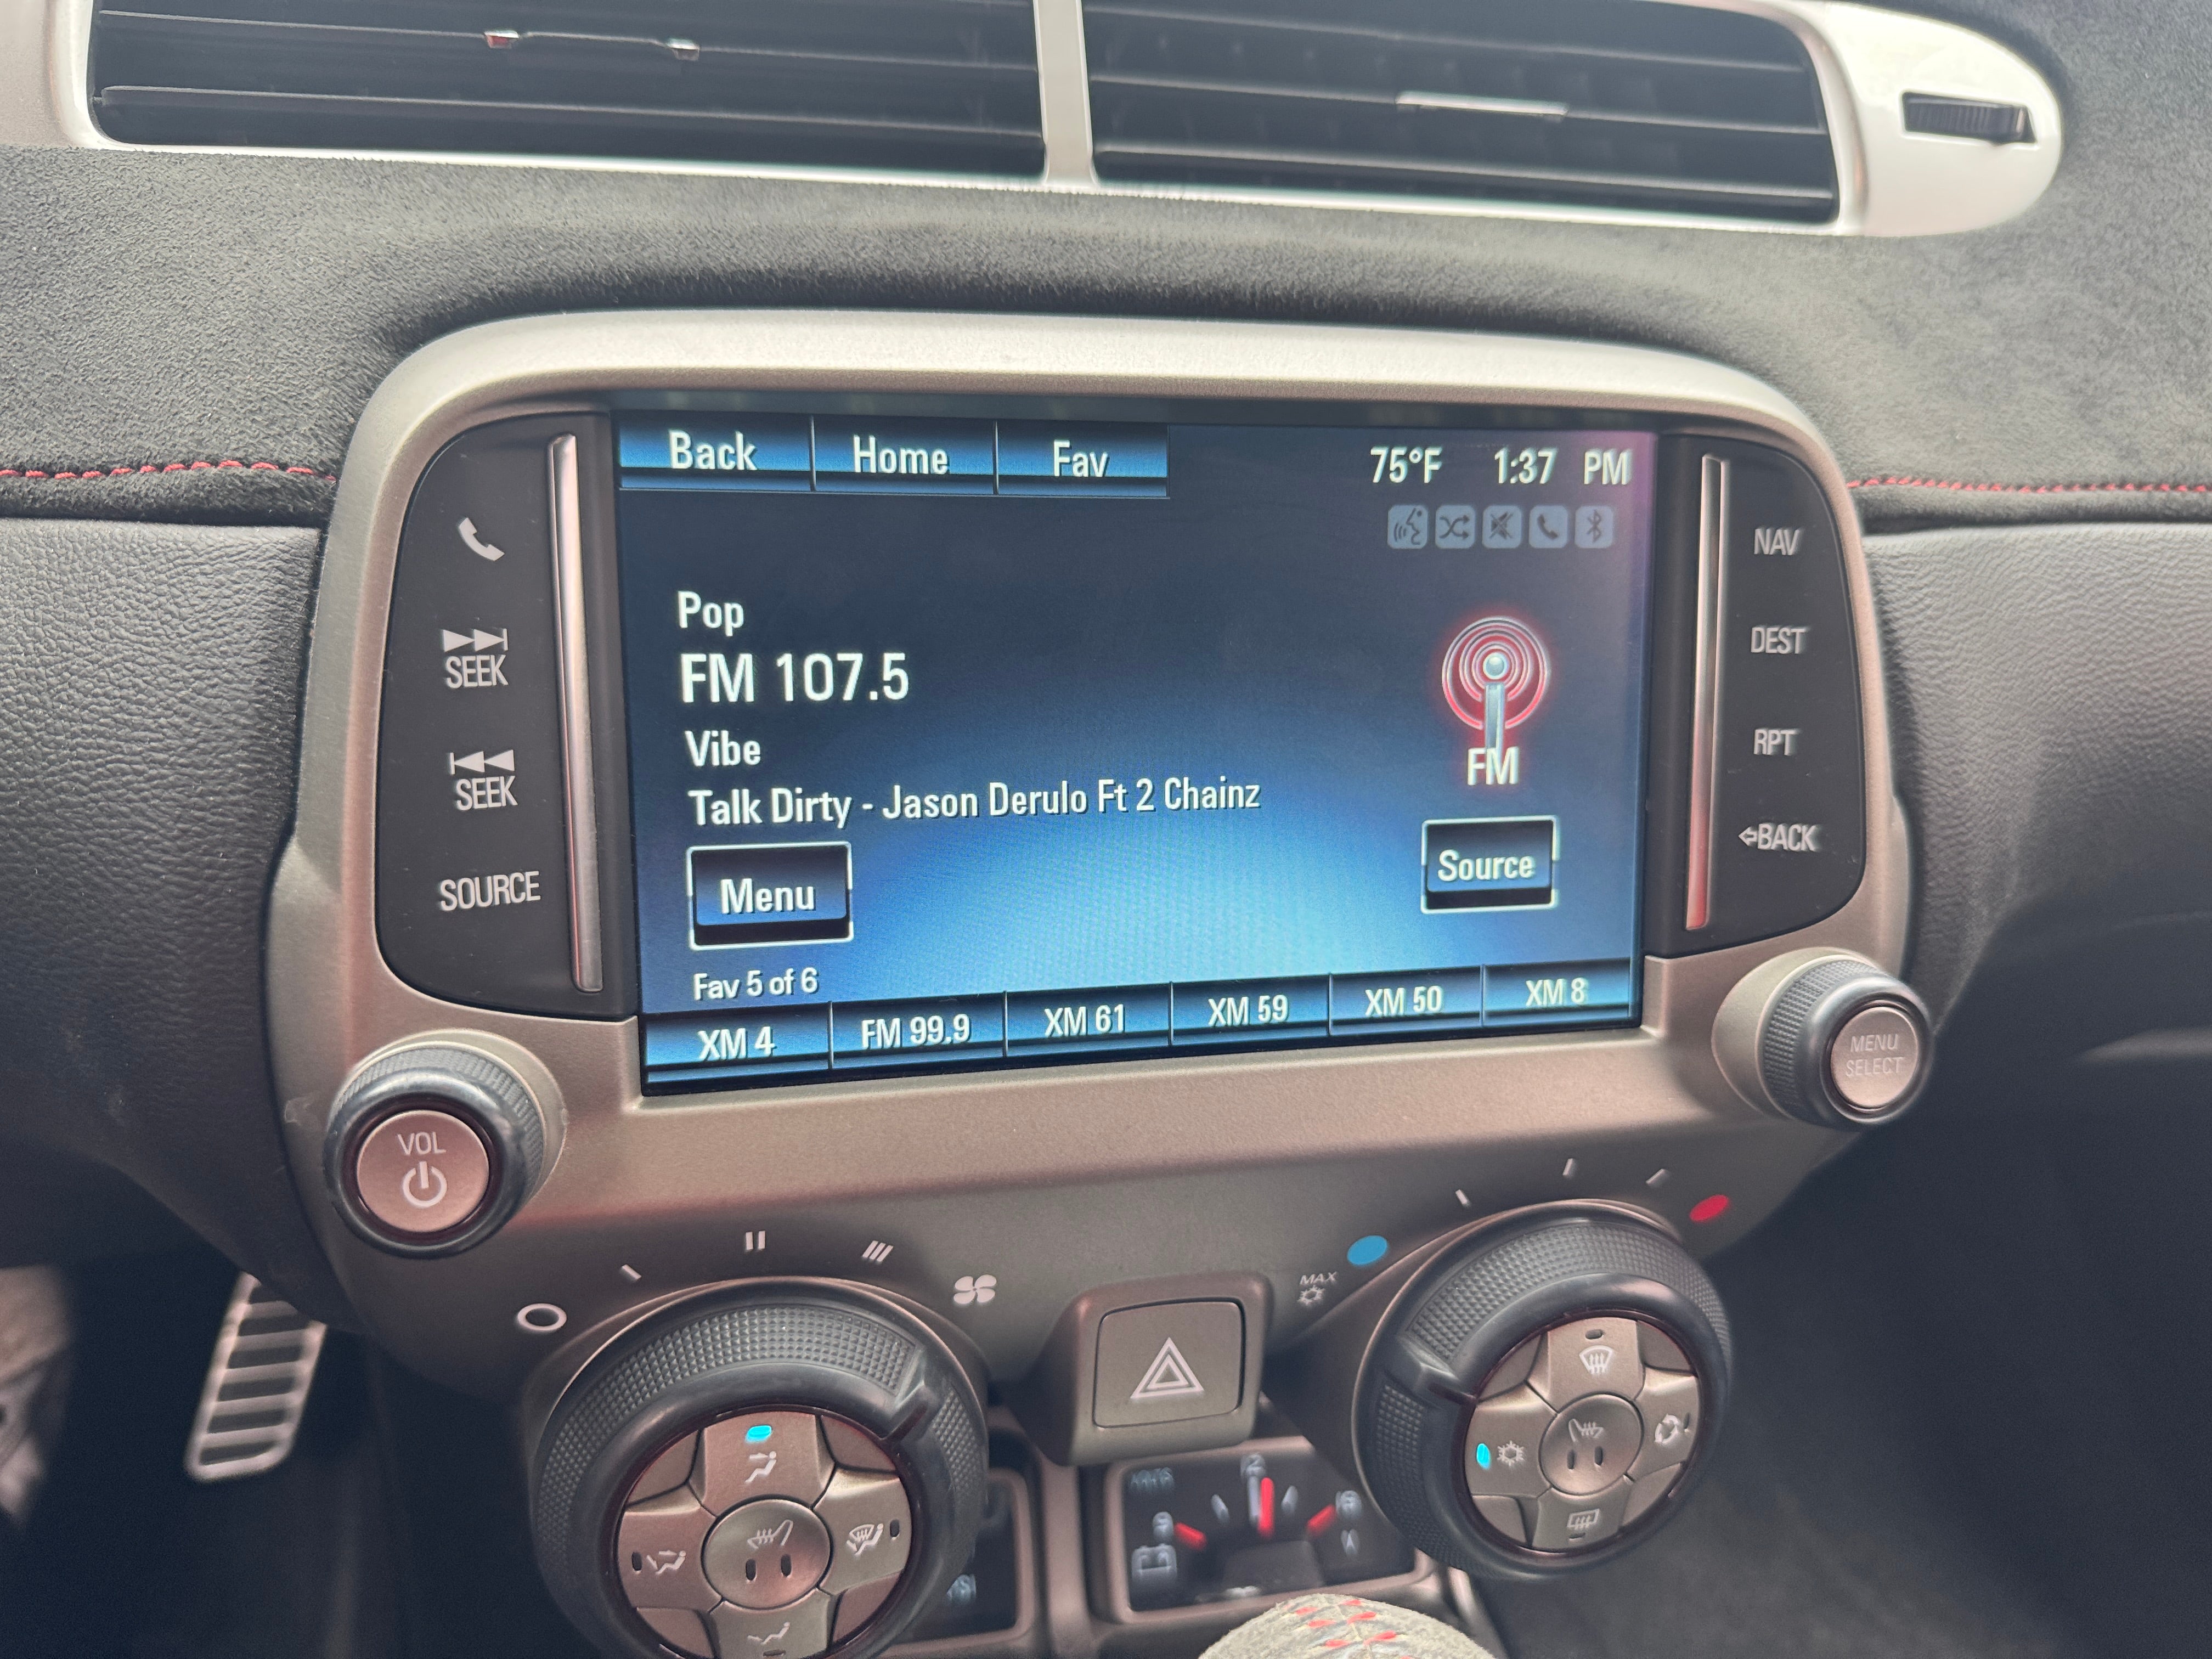 Back Home Fav 75°F 1:37 PM
NAV
SEEK
Pop
DEST
FM 107.5
RPT
Vibe
FM
SEEK
Talk Dirty - Jason Derulo Ft 2 Chainz
BACK
SOURCE
Menu
Source
Fav 5 of 6
XM 4 FM 99.9 XM 61 XM 59 XM 50 XM 8
MENU
SELECT
VOL
MAX